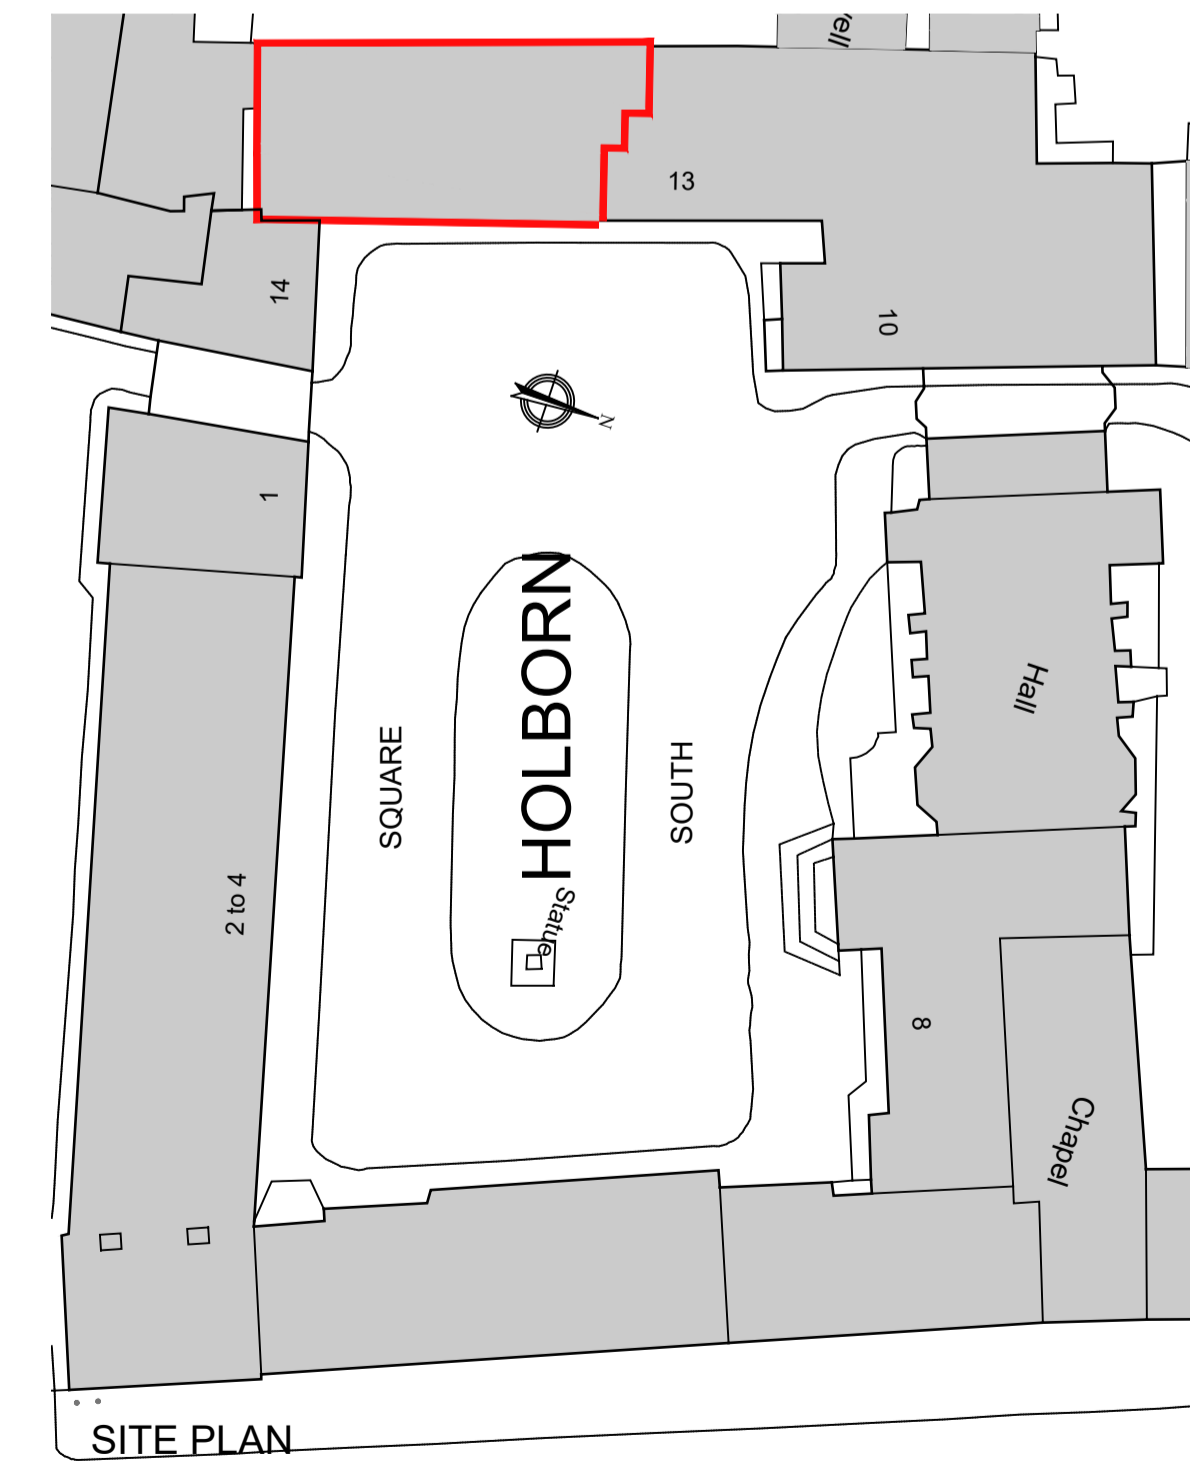 13
14
10
N
1
HOLBORN
Hall
SQUARE
SOUTH
2 to 4
Statue
8
Chapel
SITE PLAN